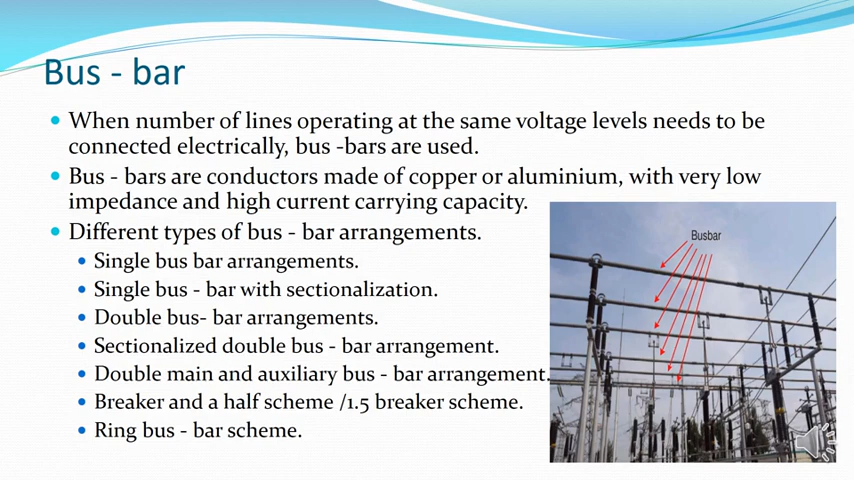 Bus - bar
When number of lines operating at the same voltage levels needs to be
connected electrically, bus -bars are used.
Bus - bars are conductors made of copper or aluminium, with very low
impedance and high current carrying capacity.
Different types of bus - bar arrangements.
Single bus bar arrangements.
Single bus - bar with sectionalization.
Double bus- bar arrangements.
Sectionalized double bus - bar arrangement.
Double main and auxiliary bus - bar arrangement.
Breaker and a half scheme /1.5 breaker scheme.
Ring bus - bar scheme.
Busbar